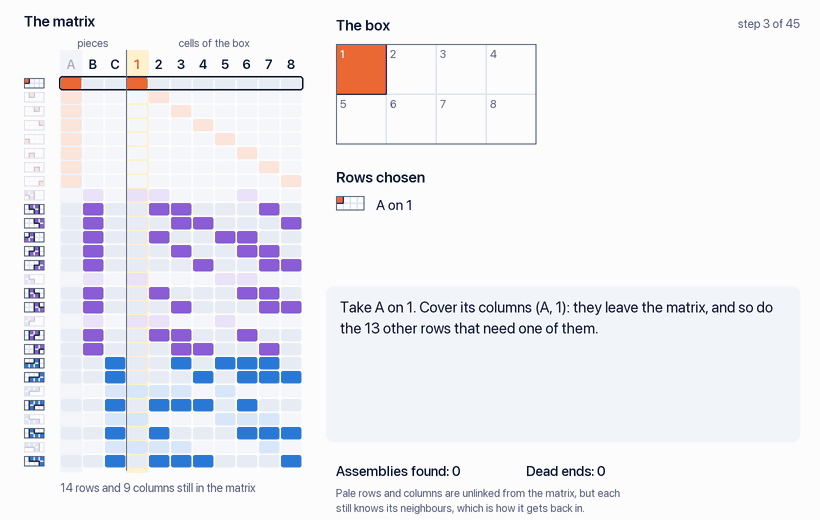 The matrix
pieces cells of the box
A B C 1 2 3 4 5 6 7 8
14 rows and 9 columns still in the matrix
The box
step 3 of 45
1 2 3 4
5 6 7 8
Rows chosen
A on 1
Take A on 1. Cover its columns (A, 1): they leave the matrix, and so do
the 13 other rows that need one of them.
Assemblies found: 0 Dead ends: 0
Pale rows and columns are unlinked from the matrix, but each
still knows its neighbours, which is how it gets back in.